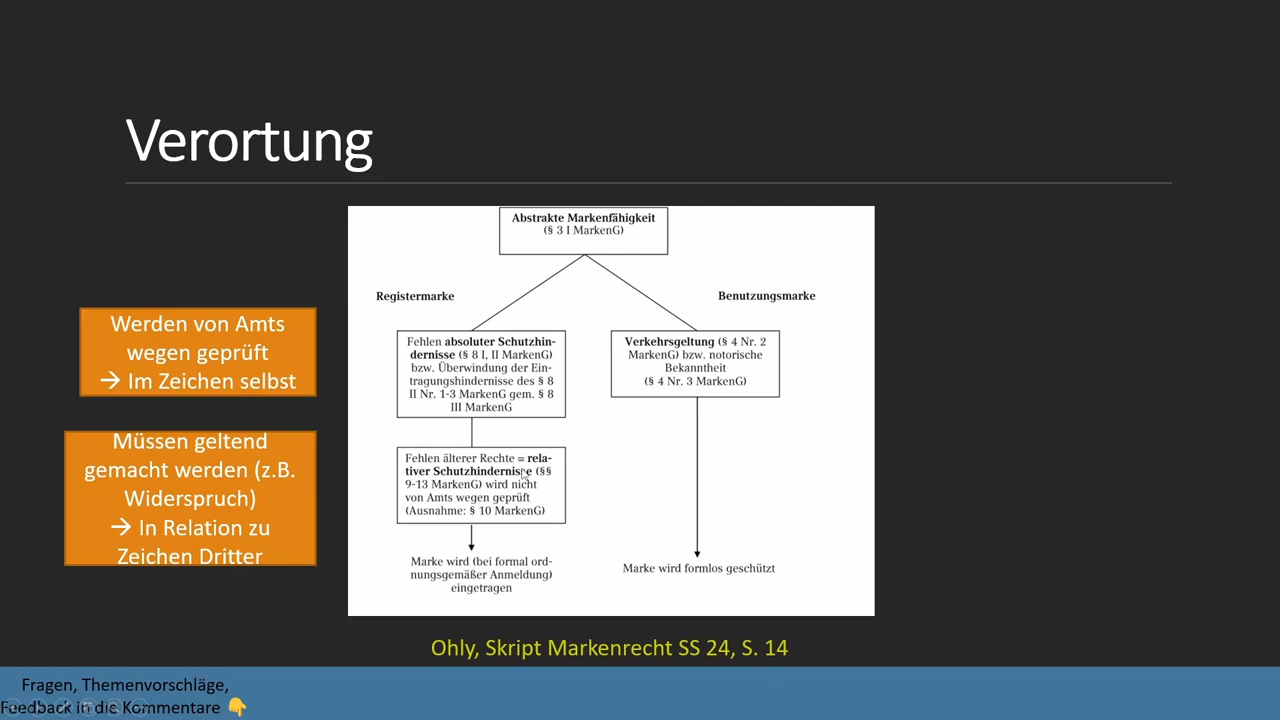 Verortung
Abstrakte Markenfähigkeit
(§ 3 I MarkenG)
Registermarke
Benutzungsmarke
Werden von Amts
wegen geprüft
→ Im Zeichen selbst
Fehlen absoluter Schutzhin-
dernisse (§ 8 I, II MarkenG)
bzw. Überwindung der Ein-
tragungshindernisse des § 8
II Nr. 1-3 MarkenG gem. § 8
III MarkenG
Verkehrsgeltung (§ 4 Nr. 2
MarkenG) bzw. notorische
Bekanntheit
(§ 4 Nr. 3 MarkenG)
Müssen geltend
gemacht werden (z.B.
Widerspruch)
→ In Relation zu
Zeichen Dritter
Fehlen älterer Rechte = rela-
tiver Schutzhindernisse (§§
9-13 MarkenG) wird nicht
von Amts wegen geprüft
(Ausnahme: § 10 MarkenG)
Marke wird (bei formal ord-
nungsgemäßer Anmeldung)
eingetragen
Marke wird formlos geschützt
Ohly, Skript Markenrecht SS 24, S. 14
Fragen, Themenvorschläge,
Feedback in die Kommentare 👇